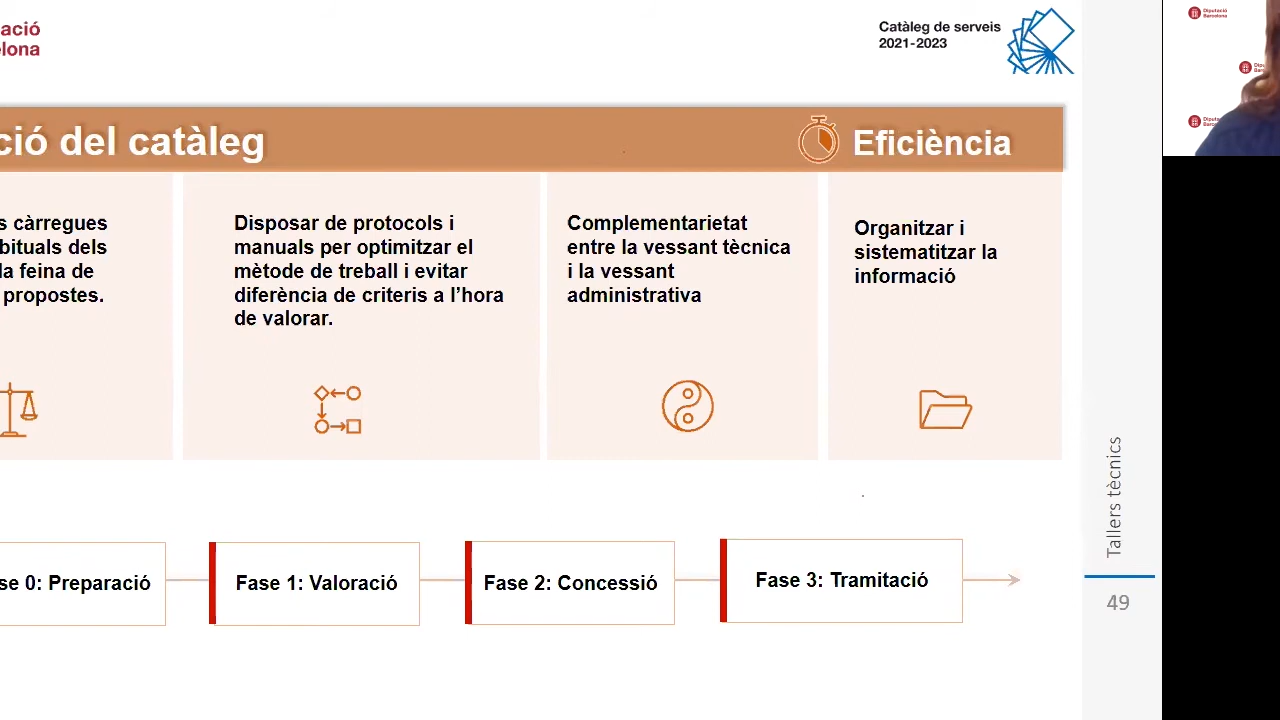 ació
elona
Catàleg de serveis
2021-2023
ció del catàleg
Eficiència
s càrregues
bituals dels
la feina de
propostes.
Disposar de protocols i
manuals per optimitzar el
mètode de treball i evitar
diferència de criteris a l’hora
de valorar.
Complementarietat
entre la vessant tècnica
i la vessant
administrativa
Organitzar i
sistematitzar la
informació
se 0: Preparació
Fase 1: Valoració
Fase 2: Concessió
Fase 3: Tramitació
Tallers tècnics
49
Diputació
Barcelona